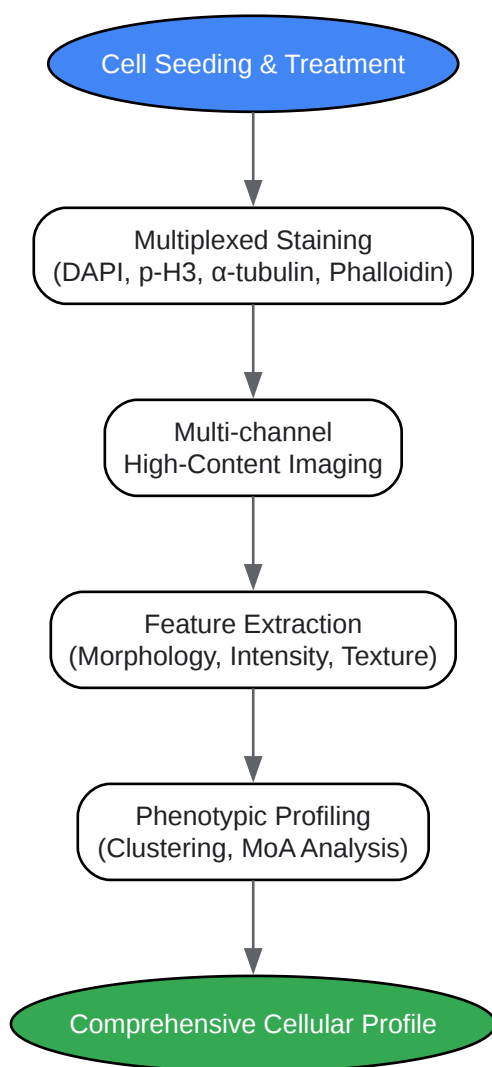 Cell Seeding & Treatment
Multiplexed Staining
(DAPI, p-H3, α-tubulin, Phalloidin)
Multi-channel
High-Content Imaging
Feature Extraction
(Morphology, Intensity, Texture)
Phenotypic Profiling
(Clustering, MoA Analysis)
Comprehensive Cellular Profile